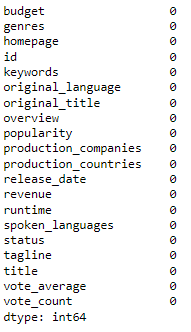 budget 0
genres 0
homepage 0
id 0
keywords 0
original_language 0
original_title 0
overview 0
popularity 0
production_companies 0
production_countries 0
release_date 0
revenue 0
runtime 0
spoken_languages 0
status 0
tagline 0
title 0
vote_average 0
vote_count 0
dtype: int64